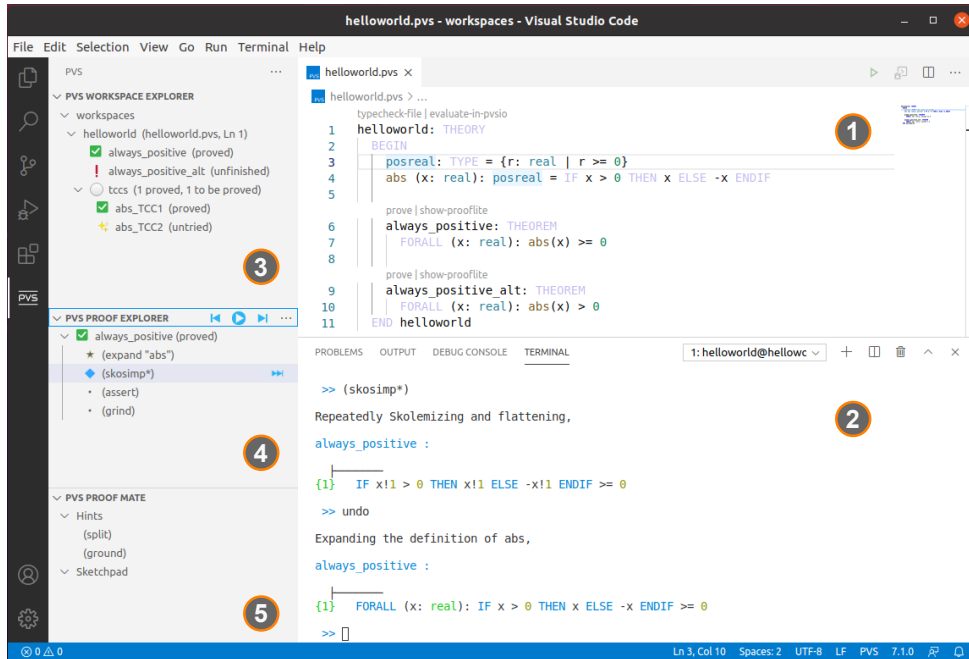 helloworld.pvs - workspaces - Visual Studio Code
File Edit Selection View Go Run Terminal Help
PVS
PVS WORKSPACE EXPLORER
workspaces
helloworld (helloworld.pvs, Ln 1)
always_positive (proved)
always_positive_alt (unfinished)
tccs (1 proved, 1 to be proved)
abs_TCC1 (proved)
abs_TCC2 (untried)
3
PVS
PVS PROOF EXPLORER
always_positive (proved)
(expand "abs")
(skosimp*)
(assert)
(grind)
4
PVS PROOF MATE
Hints
(split)
(ground)
Sketchpad
5
PVS helloworld.pvs ×
PVS helloworld.pvs > ...
typecheck-file | evaluate-in-pvsio
1 helloworld: THEORY
2 BEGIN
3 posreal: TYPE = {r: real | r >= 0}
4 abs (x: real): posreal = IF x > 0 THEN x ELSE -x ENDIF
5
prove | show-prooflite
6 always_positive: THEOREM
7 FORALL (x: real): abs(x) >= 0
8
prove | show-prooflite
9 always_positive_alt: THEOREM
10 FORALL (x: real): abs(x) > 0
11 END helloworld
1
PROBLEMS OUTPUT DEBUG CONSOLE TERMINAL 1: helloworld@hellowc
>> (skosimp*)
Repeatedly Skolemizing and flattening,
2
always_positive :
{1} IF x!1 > 0 THEN x!1 ELSE -x!1 ENDIF >= 0
>> undo
Expanding the definition of abs,
always_positive :
{1} FORALL (x: real): IF x > 0 THEN x ELSE -x ENDIF >= 0
>>
0 0 Ln 3, Col 10 Spaces: 2 UTF-8 LF PVS 7.1.0